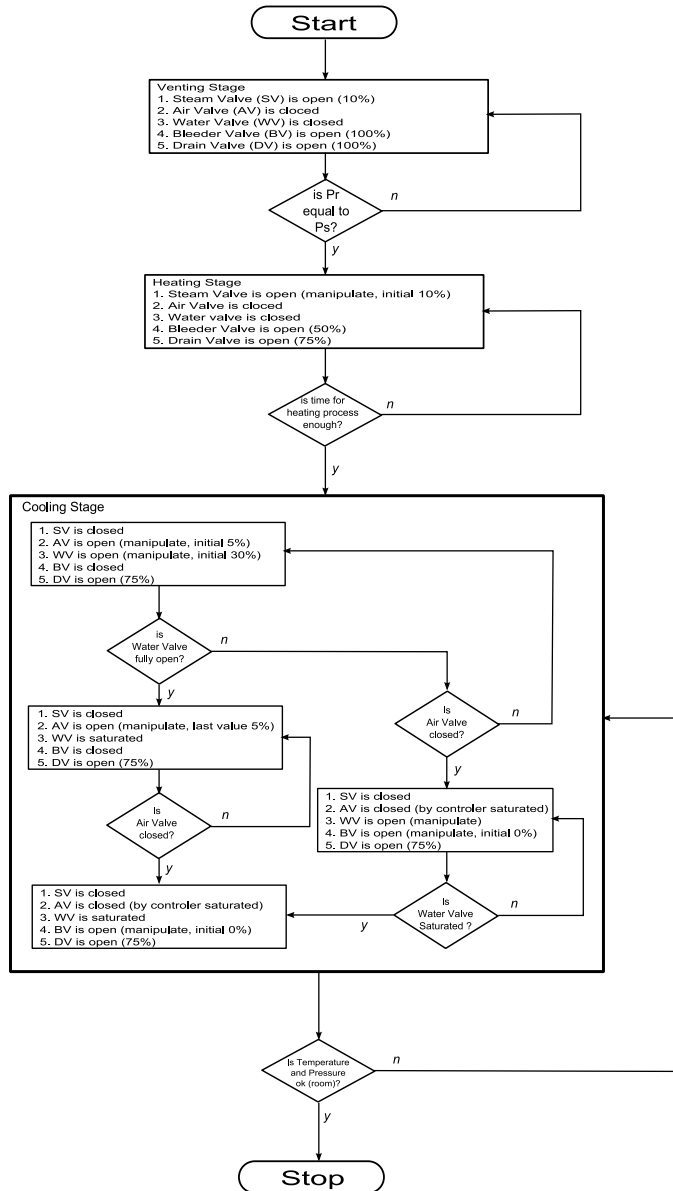 Start
Venting Stage
1. Steam Valve (SV) is open (10%)
2. Air Valve (AV) is cloced
3. Water Valve (WV) is closed
4. Bleeder Valve (BV) is open (100%)
5. Drain Valve (DV) is open (100%)
is Pr
equal to
Ps?
n
y
Heating Stage
1. Steam Valve is open (manipulate, initial 10%)
2. Air Valve is cloced
3. Water valve is closed
4. Bleeder Valve is open (50%)
5. Drain Valve is open (75%)
is time for
heating process
enough?
n
y
Cooling Stage
1. SV is closed
2. AV is open (manipulate, initial 5%)
3. WV is open (manipulate, initial 30%)
4. BV is closed
5. DV is open (75%)
is
Water Valve
fully open?
n
y
1. SV is closed
2. AV is open (manipulate, last value 5%)
3. WV is saturated
4. BV is closed
5. DV is open (75%)
Is
Air Valve
closed?
n
y
Is
Air Valve
closed?
n
y
1. SV is closed
2. AV is closed (by controler saturated)
3. WV is open (manipulate)
4. BV is open (manipulate, initial 0%)
5. DV is open (75%)
Is
Water Valve
Saturated ?
n
y
1. SV is closed
2. AV is closed (by controler saturated)
3. WV is saturated
4. BV is open (manipulate, initial 0%)
5. DV is open (75%)
Is Temperature
and Pressure
ok (room)?
n
y
Stop